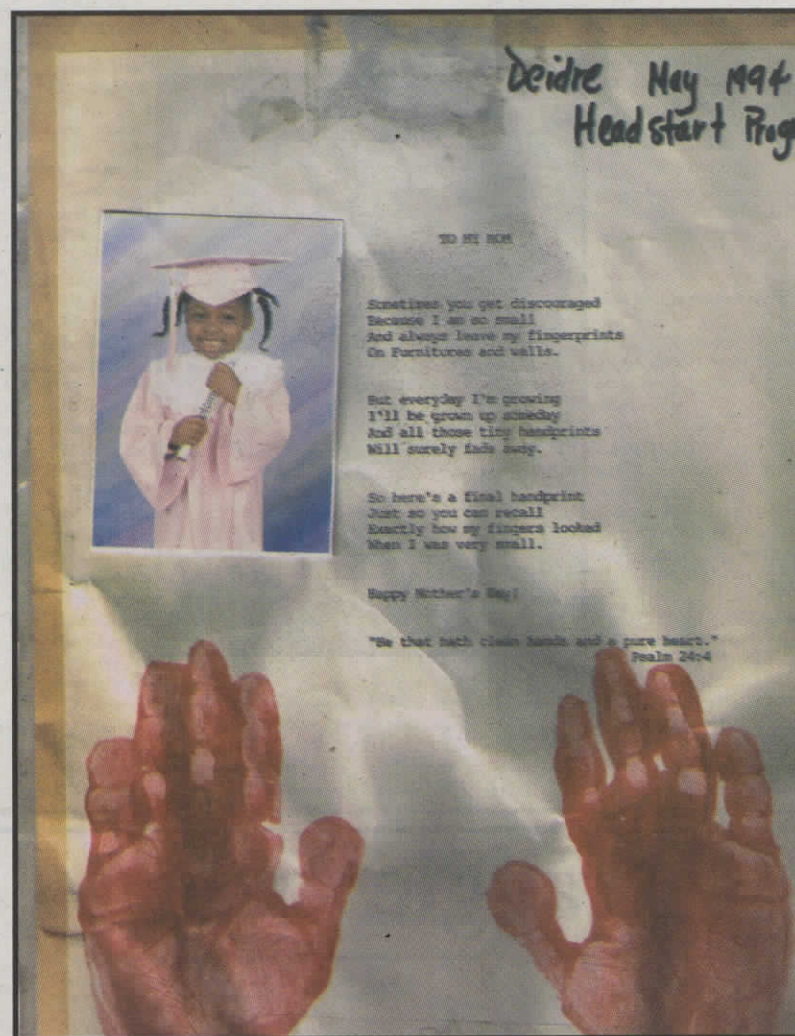 Deidre May 1994
Headstart Prog
TO MY MOM
Sometimes you get discouraged
Because I am so small
And always leave my fingerprints
On Furnitures and walls.
But everyday I'm growing
I'll be grown up someday
And all those tiny handprints
Will surely fade away.
So here's a final handprint
Just so you can recall
Exactly how my fingers looked
When I was very small.
Happy Mother's Day!
"He that hath clean hands and a pure heart."
Psalm 24:4